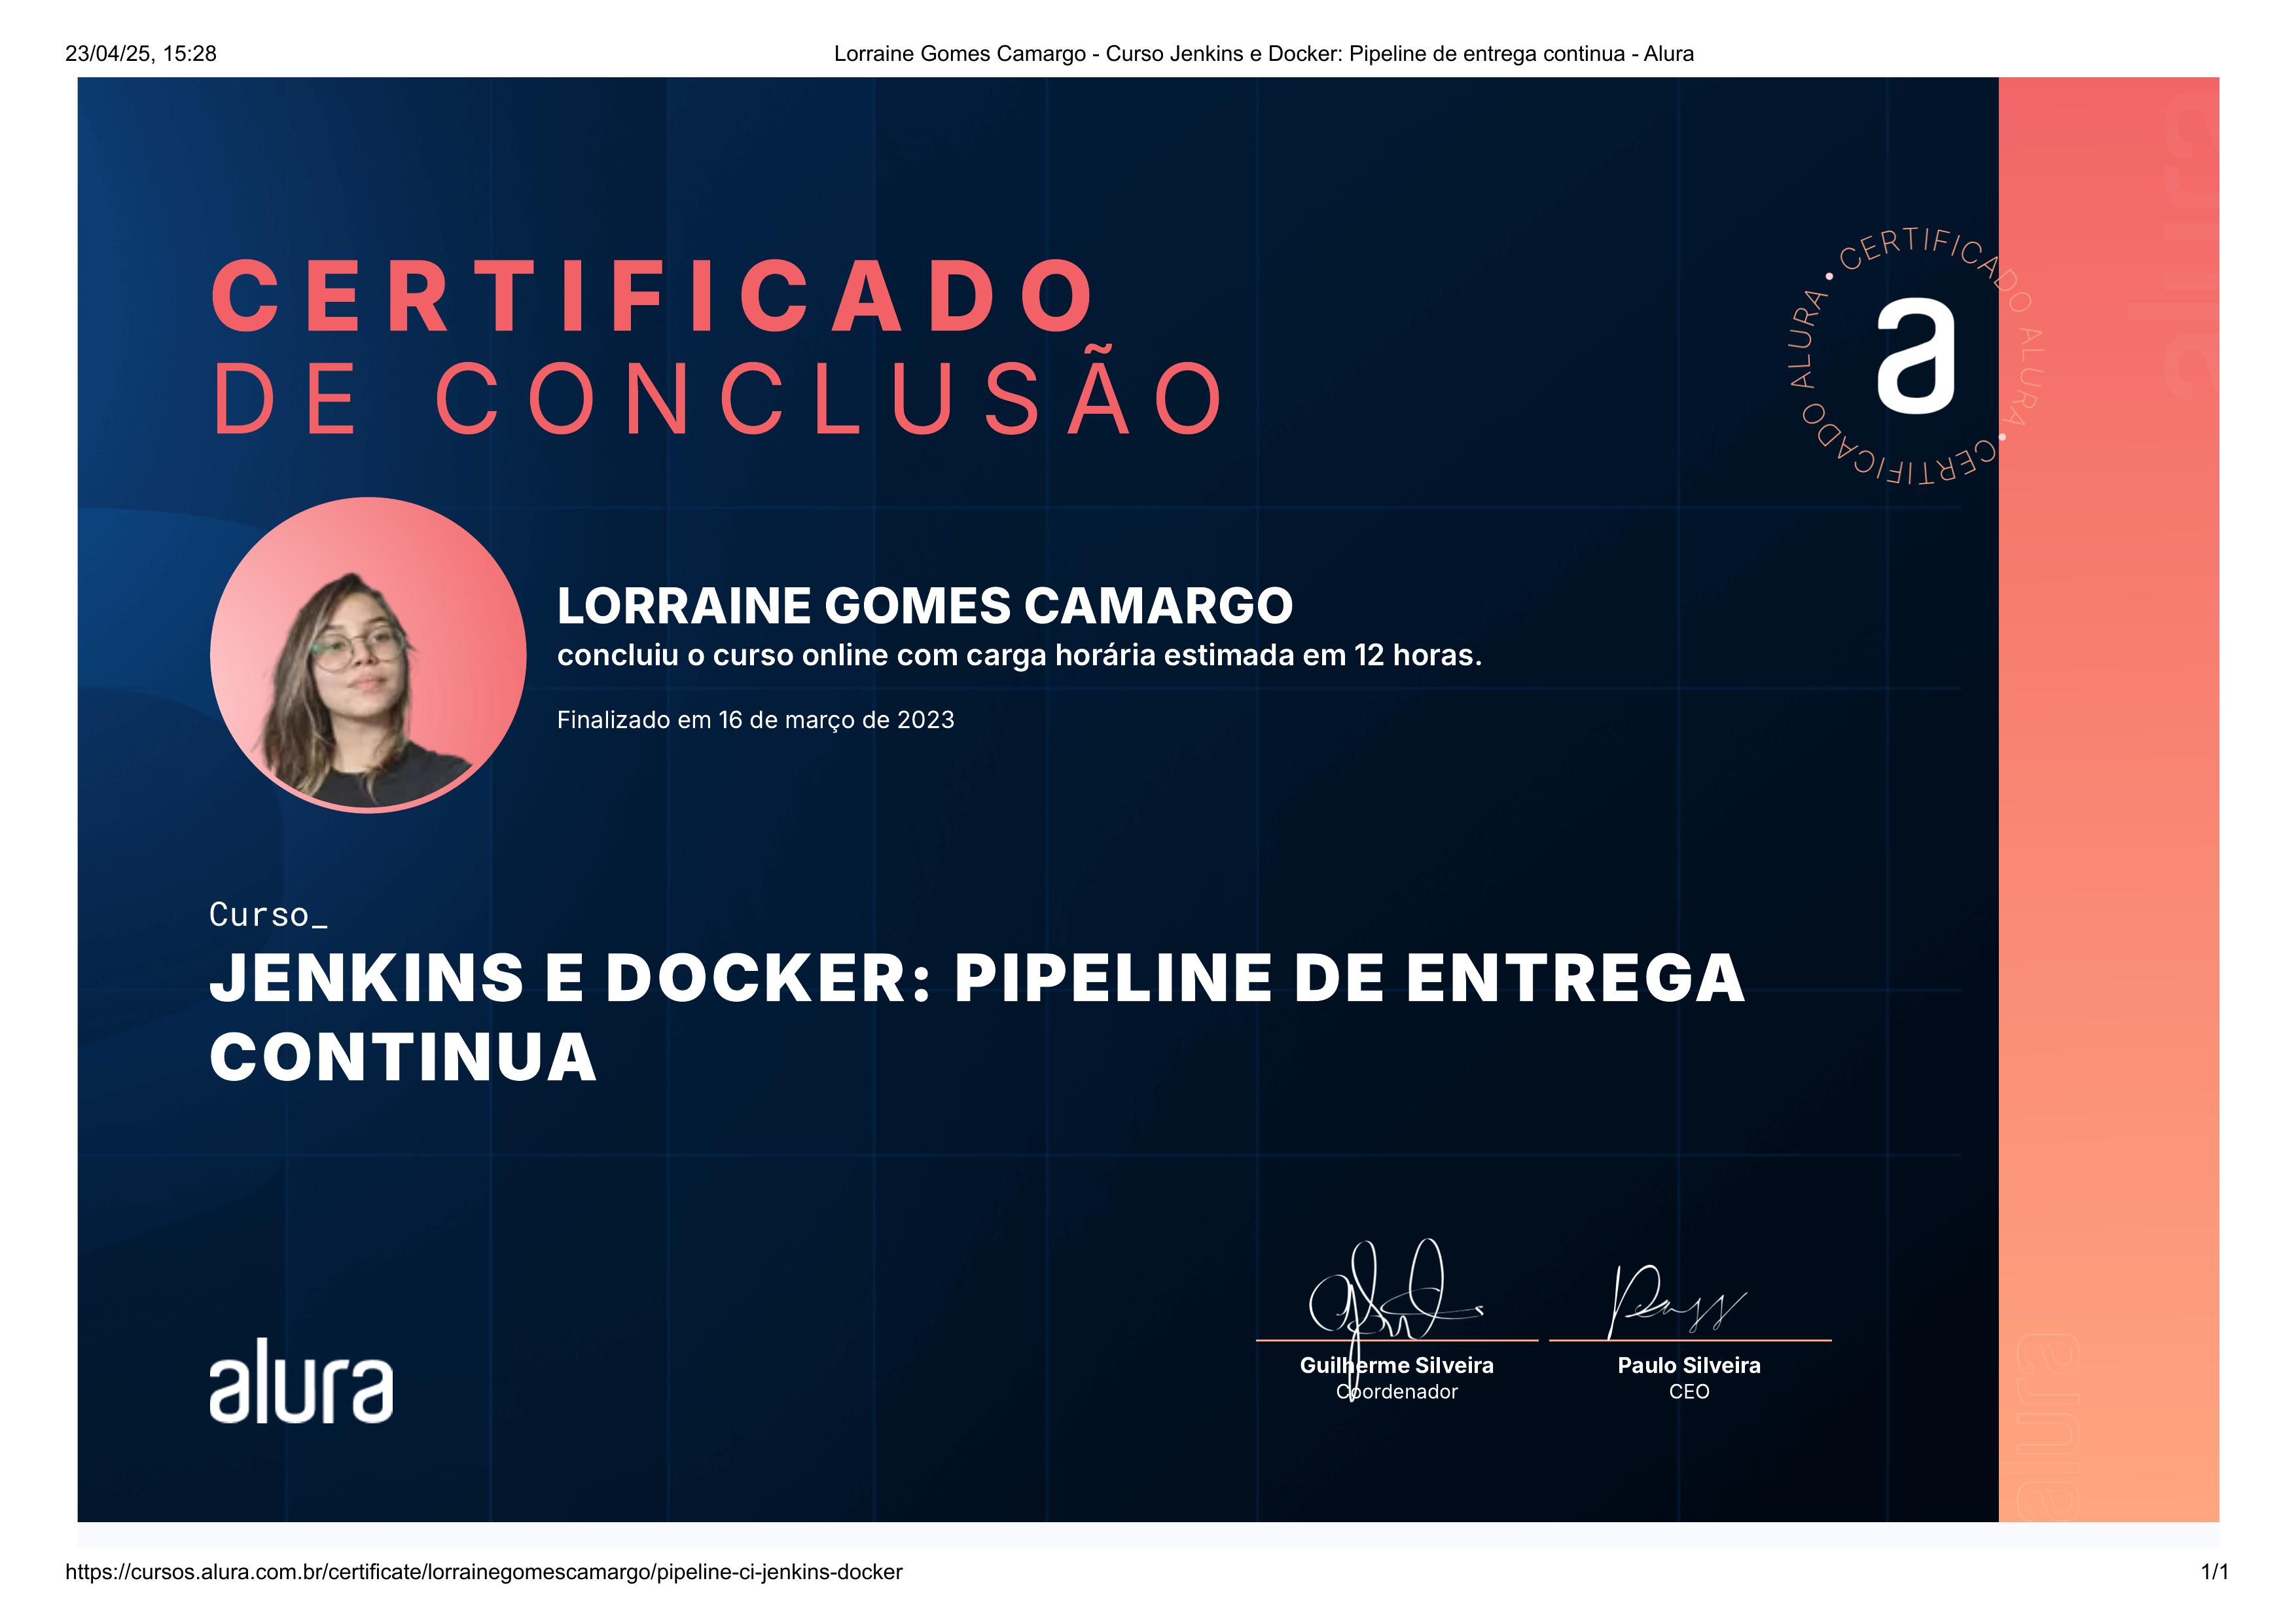 23/04/25, 15:28
Lorraine Gomes Camargo - Curso Jenkins e Docker: Pipeline de entrega continua - Alura
CERTIFICADO
DE CONCLUSÃO
CERTIFICADO ALURA • CERTIFICADO ALURA •
a
alura
LORRAINE GOMES CAMARGO
concluiu o curso online com carga horária estimada em 12 horas.
Finalizado em 16 de março de 2023
Curso_
JENKINS E DOCKER: PIPELINE DE ENTREGA
CONTINUA
Guilherme Silveira
Coordenador
Paulo Silveira
CEO
alura
alura
https://cursos.alura.com.br/certificate/lorrainegomescamargo/pipeline-ci-jenkins-docker
1/1